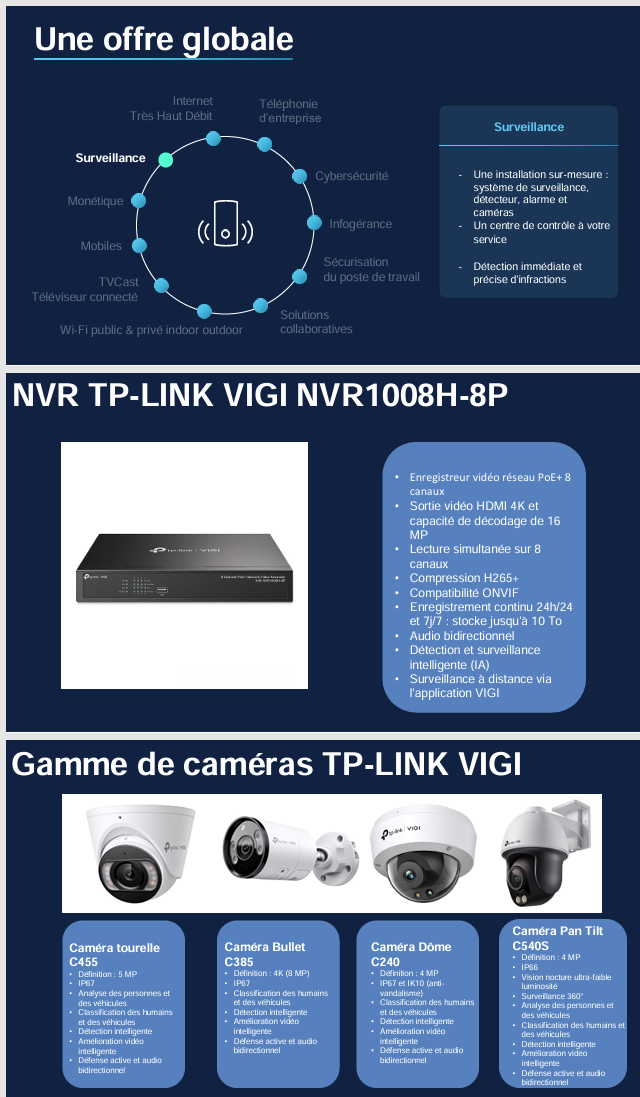 Une offre globale
Internet
Très Haut Débit
Téléphonie
d'entreprise
Surveillance
Cybersécurité
Monétique
Infogérance
Mobiles
Sécurisation
du poste de travail
TVCast
Téléviseur connecté
Solutions
collaboratives
Wi-Fi public & privé indoor outdoor
Surveillance
- Une installation sur-mesure :
système de surveillance,
détecteur, alarme et
caméras
- Un centre de contrôle à votre
service
- Détection immédiate et
précise d'infractions
NVR TP-LINK VIGI NVR1008H-8P
tp-link | VIGI
• Enregistreur vidéo réseau PoE+ 8
canaux
• Sortie vidéo HDMI 4K et
capacité de décodage de 16
MP
• Lecture simultanée sur 8
canaux
• Compression H265+
• Compatibilité ONVIF
• Enregistrement continu 24h/24
et 7j/7 : stocke jusqu'à 10 To
• Audio bidirectionnel
• Détection et surveillance
intelligente (IA)
• Surveillance à distance via
l'application VIGI
Gamme de caméras TP-LINK VIGI
tp-link | VIGI
Caméra tourelle
C455
• Définition : 5 MP
• IP67
• Analyse des personnes et
des véhicules
• Classification des humains
et des véhicules
• Détection intelligente
• Amélioration vidéo
intelligente
• Défense active et audio
bidirectionnel
Caméra Bullet
C385
• Définition : 4K (8 MP)
• IP67
• Classification des humains
et des véhicules
• Détection intelligente
• Amélioration vidéo
intelligente
• Défense active et audio
bidirectionnel
Caméra Dôme
C240
• Définition : 4 MP
• IP67 et IK10 (anti-
vandalisme)
• Classification des humains
et des véhicules
• Détection intelligente
• Amélioration vidéo
intelligente
• Défense active et audio
bidirectionnel
Caméra Pan Tilt
C540S
• Définition : 4 MP
• IP66
• Vision nocture ultra-faible
luminosité
• Surveillance 360°
• Analyse des personnes et
des véhicules
• Classification des humains et
des véhicules
• Détection intelligente
• Amélioration vidéo
intelligente
• Défense active et audio
bidirectionnel